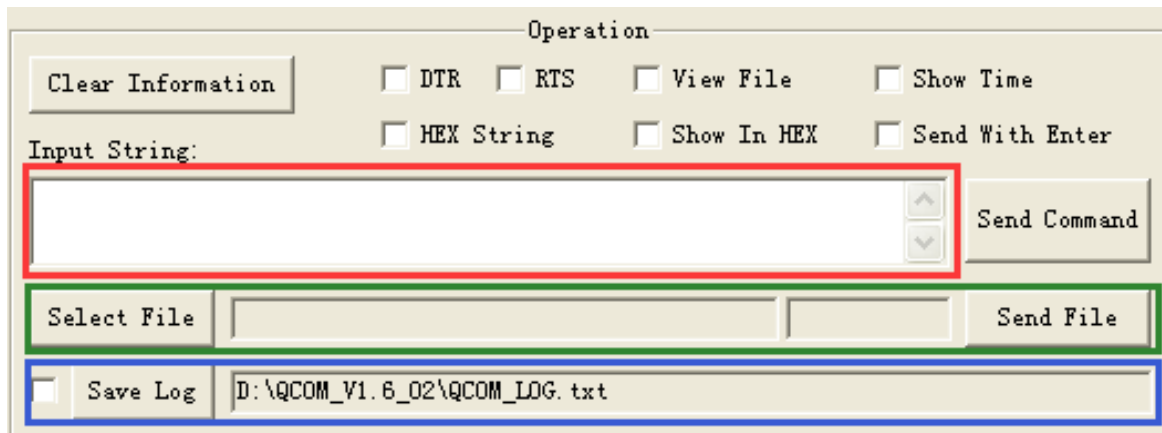 Operation
Clear Information
DTR RTS View File Show Time
HEX String Show In HEX Send With Enter
Input String:
Send Command
Select File Send File
Save Log D:\QCOM_V1.6_02\QCOM_LOG.txt